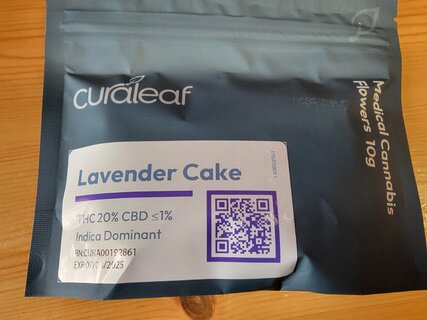 curaleaf
Medical Cannabis
Flowers 10g
Lavender Cake
THC 20% CBD ≤1%
Indica Dominant